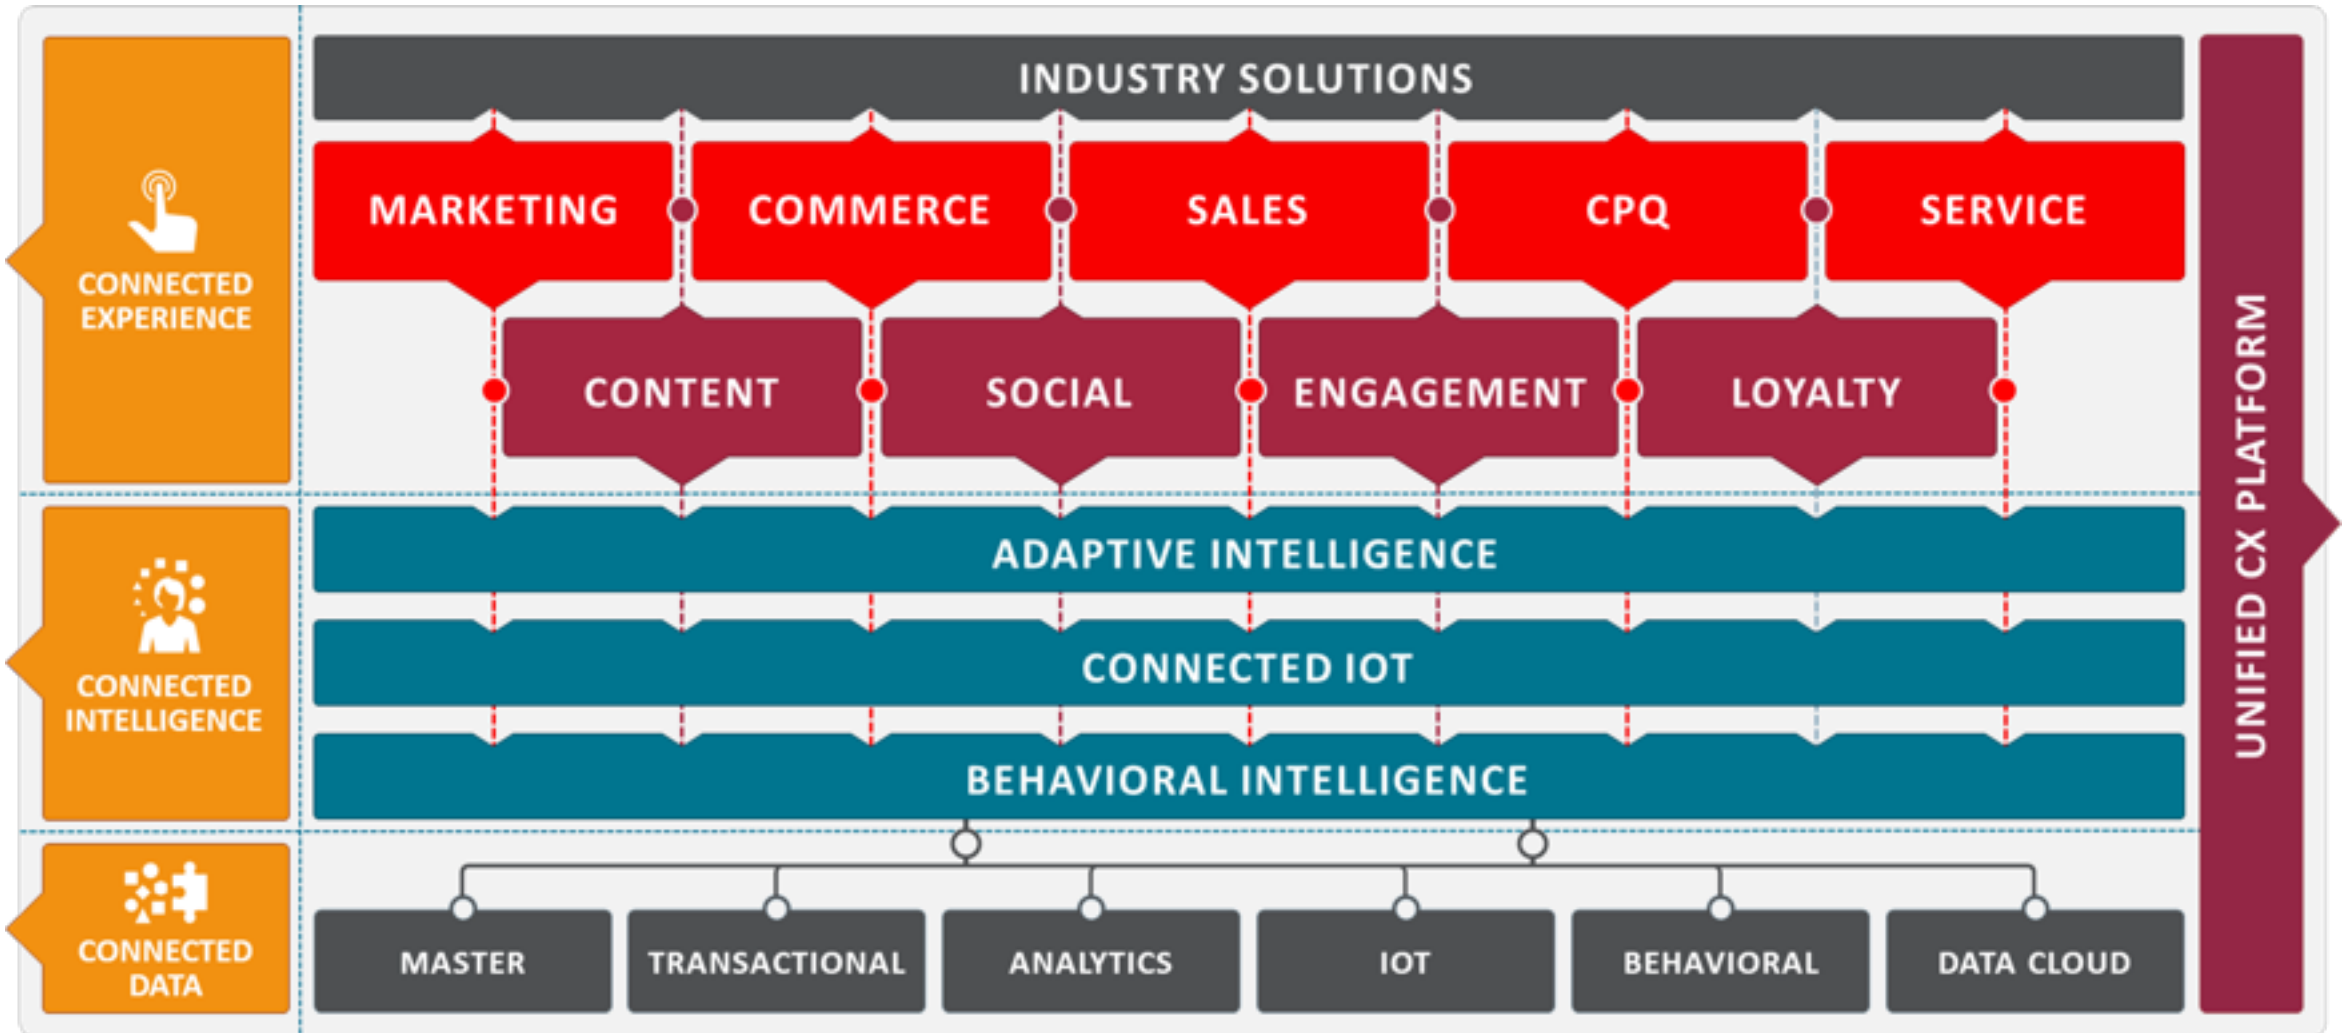 INDUSTRY SOLUTIONS
MARKETING
COMMERCE
SALES
CPQ
SERVICE
CONNECTED
EXPERIENCE
CONTENT
SOCIAL
ENGAGEMENT
LOYALTY
ADAPTIVE INTELLIGENCE
CONNECTED IOT
CONNECTED
INTELLIGENCE
BEHAVIORAL INTELLIGENCE
CONNECTED
DATA
MASTER
TRANSACTIONAL
ANALYTICS
IOT
BEHAVIORAL
DATA CLOUD
UNIFIED CX PLATFORM